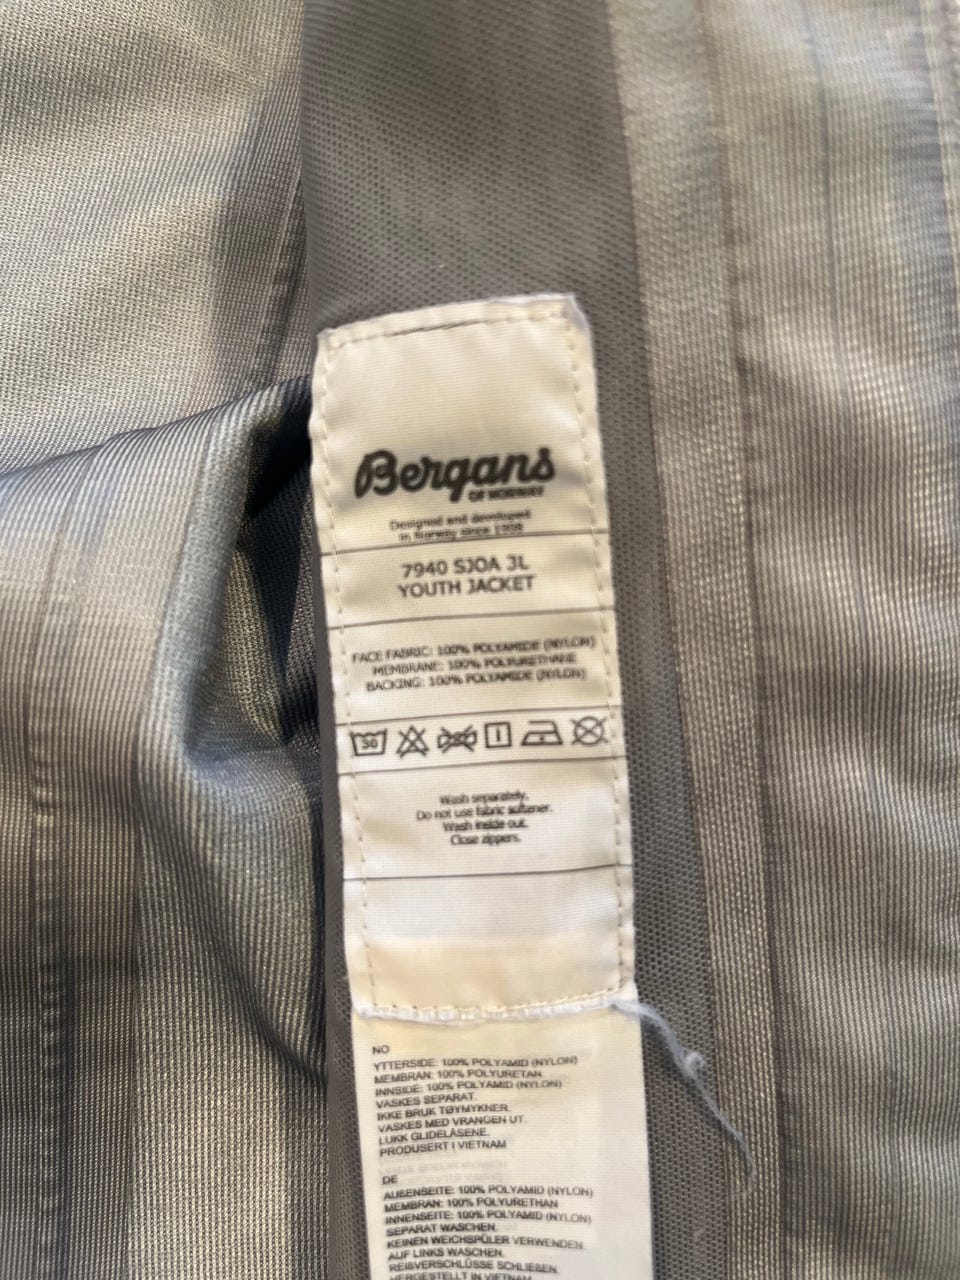 Bergans
OF NORWAY
Designed and developed
in Norway since 1908
7940 SJOA 3L
YOUTH JACKET
FACE FABRIC: 100% POLYAMIDE (NYLON)
MEMBRANE: 100% POLYURETHANE
BACKING: 100% POLYAMIDE (NYLON)
30
Wash separately.
Do not use fabric softener.
Wash inside out.
Close zippers.
NO
YTTERSIDE: 100% POLYAMID (NYLON)
MEMBRAN: 100% POLYURETAN
INNSIDE: 100% POLYAMID (NYLON)
VASKES SEPARAT.
IKKE BRUK TØYMYKNER.
VASKES MED VRANGEN UT.
LUKK GLIDELÅSENE.
PRODUSERT I VIETNAM
DE
AUßENSEITE: 100% POLYAMID (NYLON)
MEMBRAN: 100% POLYURETHAN
INNENSEITE: 100% POLYAMID (NYLON)
SEPARAT WASCHEN.
KEINEN WEICHSPÜLER VERWENDEN.
AUF LINKS WASCHEN.
REIßVERSCHLÜSSE SCHLIEßEN.
HERGESTELLT IN VIETNAM